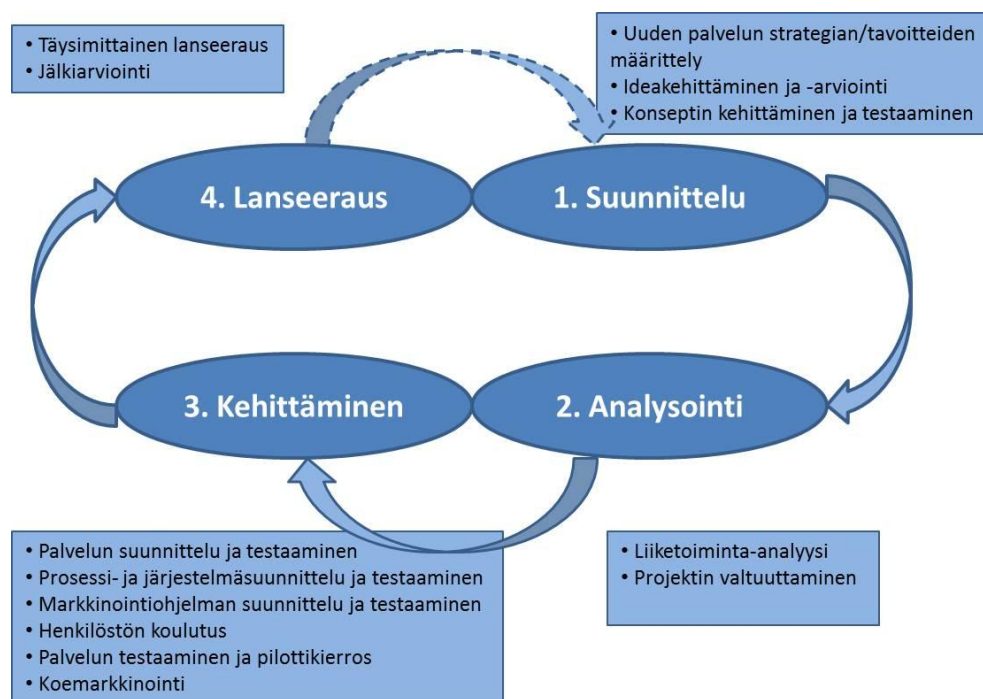 • Täysimittainen lanseeraus
• Jälkiarviointi
• Uuden palvelun strategian/tavoitteiden
määrittely
• Ideakehittäminen ja -arviointi
• Konseptin kehittäminen ja testaaminen
4. Lanseeraus
1. Suunnittelu
3. Kehittäminen
2. Analysointi
• Palvelun suunnittelu ja testaaminen
• Prosessi- ja järjestelmäsuunnittelu ja testaaminen
• Markkinointiohjelman suunnittelu ja testaaminen
• Henkilöstön koulutus
• Palvelun testaaminen ja pilottikierros
• Koemarkkinointi
• Liiketoiminta-analyysi
• Projektin valtuuttaminen